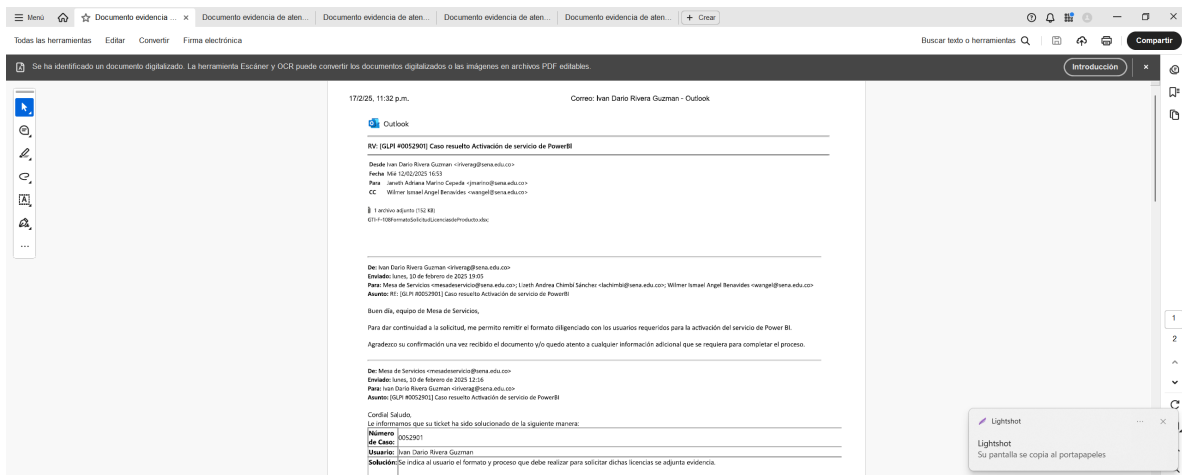 Menú
Documento evidencia ...
Documento evidencia de aten...
Documento evidencia de aten...
Documento evidencia de aten...
Documento evidencia de aten...
+ Crear
Todas las herramientas Editar Convertir Firma electrónica
Buscar texto o herramientas
Compartir
Se ha identificado un documento digitalizado. La herramienta Escáner y OCR puede convertir los documentos digitalizados o las imágenes en archivos PDF editables.
Introducción
17/2/25, 11:32 p.m. Correo: Ivan Dario Rivera Guzman - Outlook
Outlook
RV: [GLPI #0052901] Caso resuelto Activación de servicio de PowerBI
Desde Ivan Dario Rivera Guzman <iriverag@sena.edu.co>
Fecha Mié 12/02/2025 16:53
Para Janeth Adriana Marino Cepeda <jmarino@sena.edu.co>
CC Wilmer Ismael Angel Benavides <wangel@sena.edu.co>
1 archivo adjunto (152 KB)
GTI-F-108FormatoSolicitudLicenciasdeProducto.xlsx;
De: Ivan Dario Rivera Guzman <iriverag@sena.edu.co>
Enviado: lunes, 10 de febrero de 2025 19:05
Para: Mesa de Servicios <mesadeservicio@sena.edu.co>; Lizeth Andrea Chimbi Sánchez <lachimbi@sena.edu.co>; Wilmer Ismael Angel Benavides <wangel@sena.edu.co>
Asunto: RE: [GLPI #0052901] Caso resuelto Activación de servicio de PowerBI
Buen día, equipo de Mesa de Servicios,
Para dar continuidad a la solicitud, me permito remitir el formato diligenciado con los usuarios requeridos para la activación del servicio de Power BI.
Agradezco su confirmación una vez recibido el documento y/o quedo atento a cualquier información adicional que se requiera para completar el proceso.
De: Mesa de Servicios <mesadeservicio@sena.edu.co>
Enviado: lunes, 10 de febrero de 2025 12:16
Para: Ivan Dario Rivera Guzman <iriverag@sena.edu.co>
Asunto: [GLPI #0052901] Caso resuelto Activación de servicio de PowerBI
Cordial Saludo,
Le informamos que su ticket ha sido solucionado de la siguiente manera:
Número de Caso: 0052901
Usuario: Ivan Dario Rivera Guzman
Solución: Se indica al usuario el formato y proceso que debe realizar para solicitar dichas licencias se adjunta evidencia.
1
2
Lightshot
Lightshot
Su pantalla se copia al portapapeles